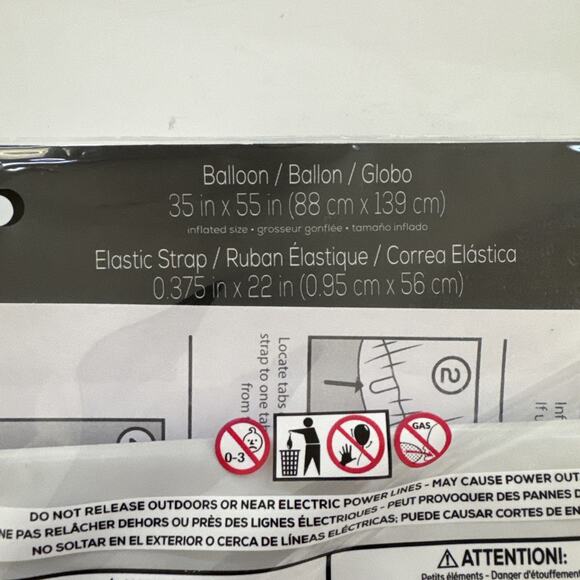 Balloon / Ballon / Globo
35 in x 55 in (88 cm x 139 cm)
inflated size • grosseur gonflée • tamaño inflado
Elastic Strap / Ruban Élastique / Correa Elástica
0.375 in x 22 in (0.95 cm x 56 cm)
Locate tabs
strap to one
from
2
0-3
GAS
DO NOT RELEASE OUTDOORS OR NEAR ELECTRIC POWER LINES - MAY CAUSE POWER
NE PAS RELÂCHER DEHORS OU PRÈS DES LIGNES ÉLECTRIQUES - PEUT PROVOQUER DES PANNES
NO SOLTAR EN EL EXTERIOR O CERCA DE LÍNEAS ELÉCTRICAS; PUEDE CAUSAR CORTES DE
ATTENTION:
Petits éléments - Danger d'étouffement